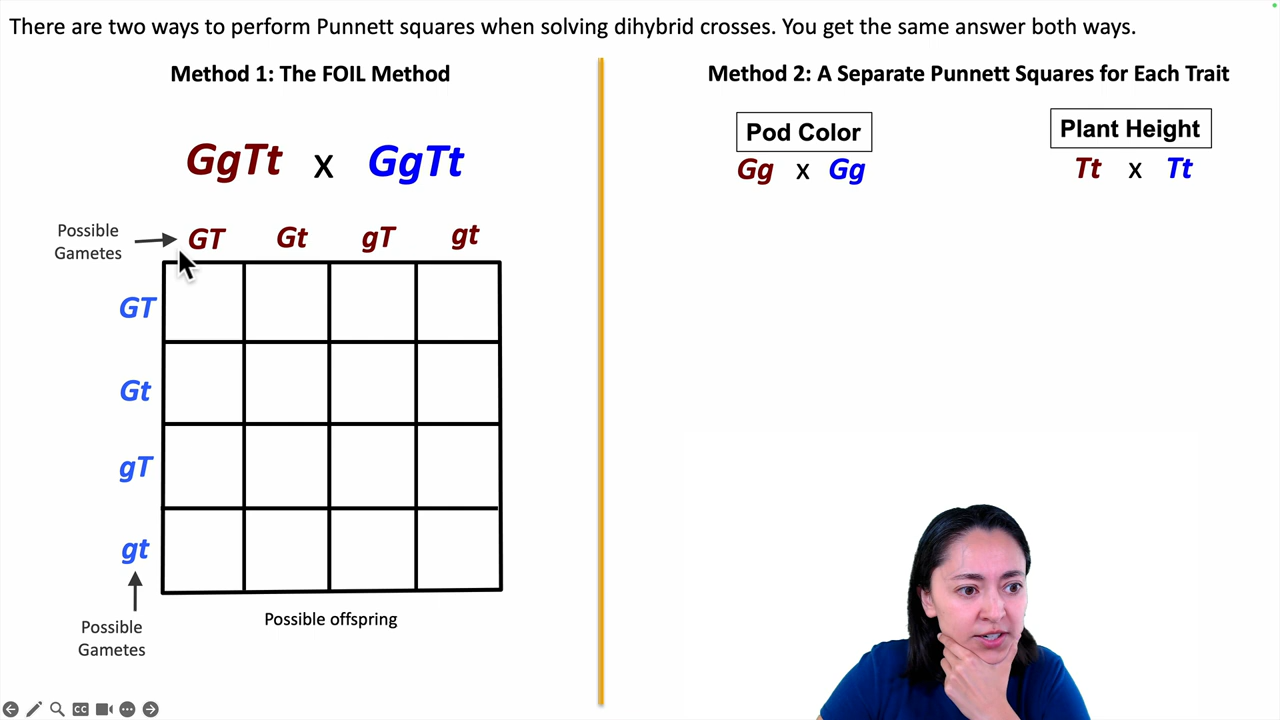 There are two ways to perform Punnett squares when solving dihybrid crosses. You get the same answer both ways.
Method 1: The FOIL Method
GgTt x GgTt
Possible
Gametes
GT Gt gT gt
GT
Gt
gT
gt
Possible offspring
Possible
Gametes
Method 2: A Separate Punnett Squares for Each Trait
Pod Color
Gg x Gg
Plant Height
Tt x Tt
CC